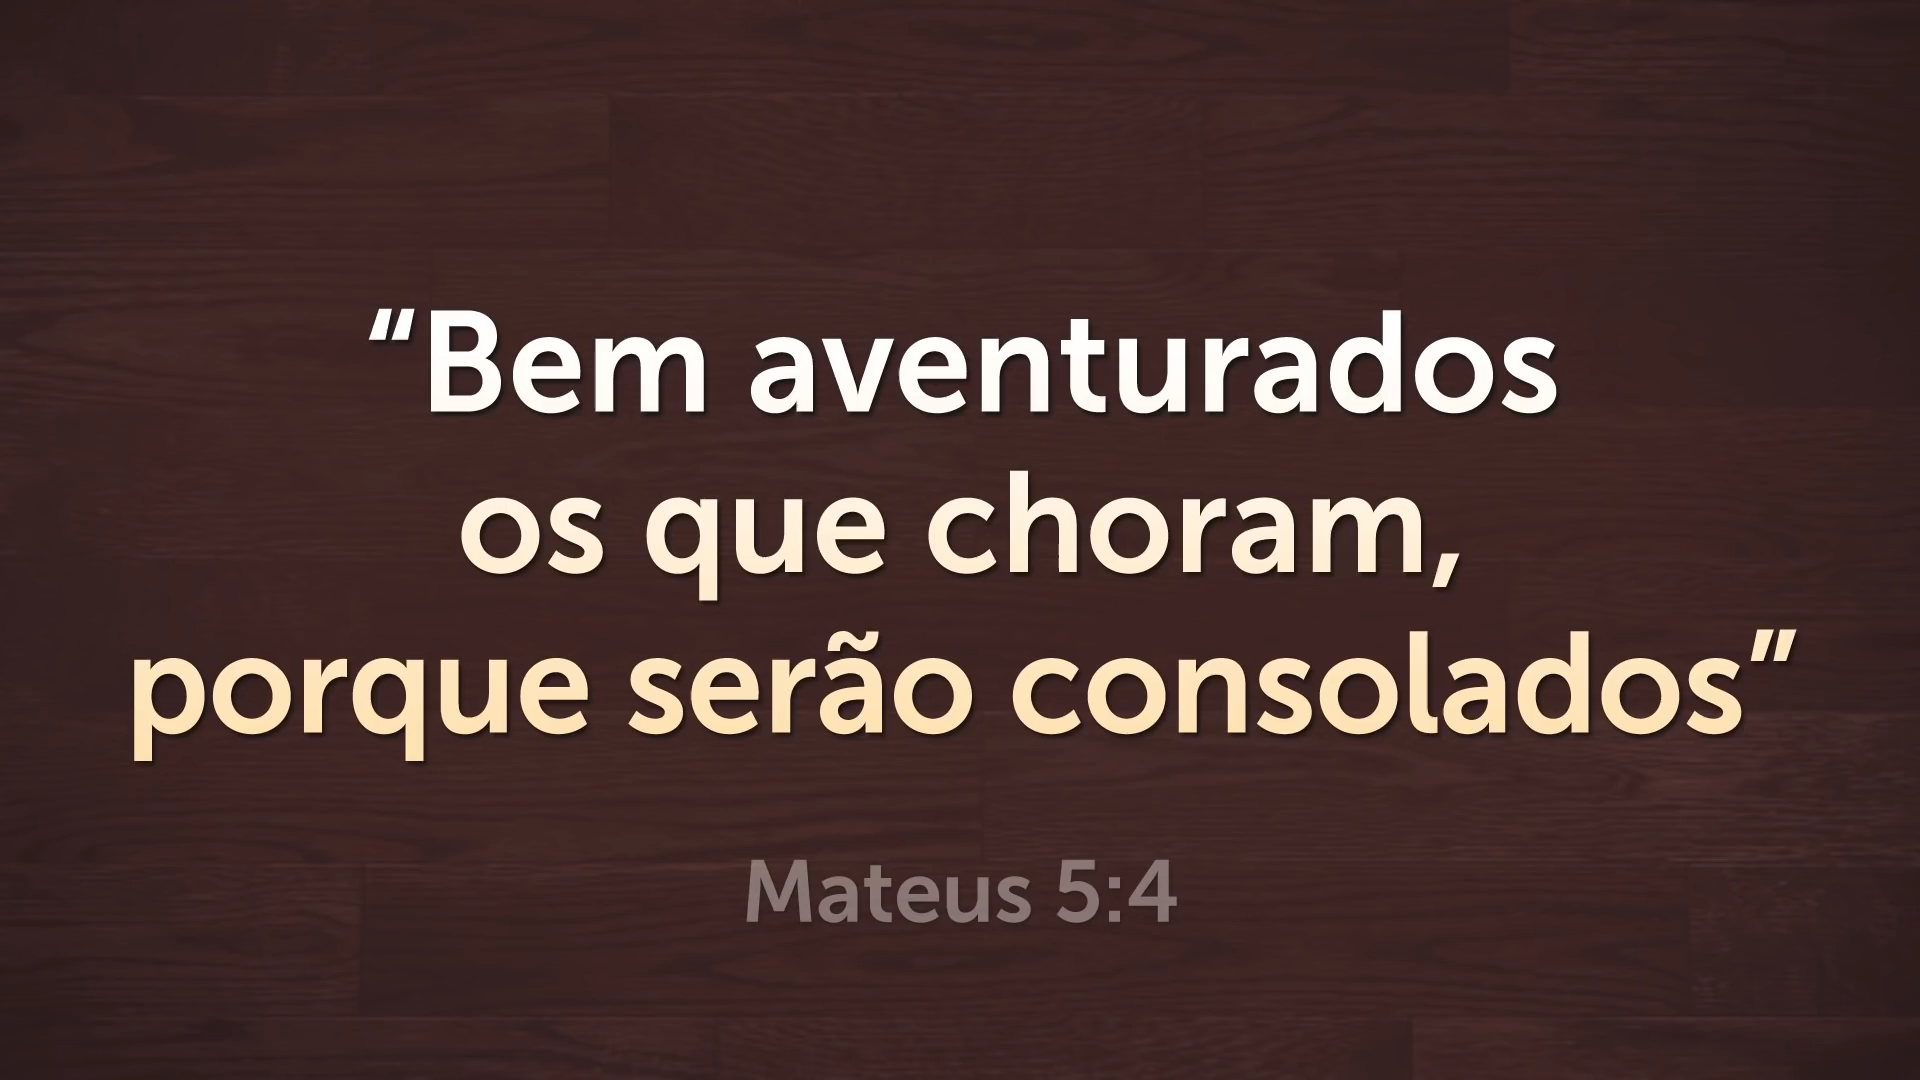 “Bem aventurados
os que choram,
porque serão consolados”
Mateus 5:4